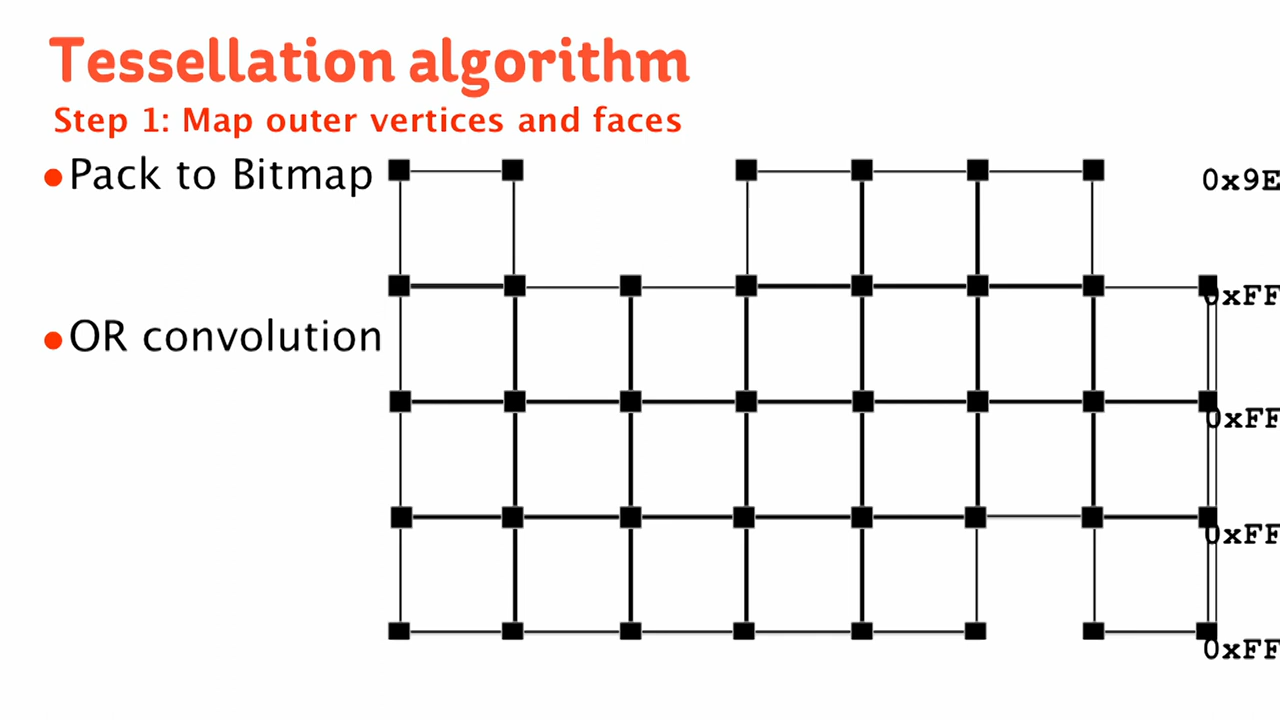 Tessellation algorithm
Step 1: Map outer vertices and faces
•Pack to Bitmap
0x9E
0xFF
•OR convolution
0xFF
0xFF
0xFF